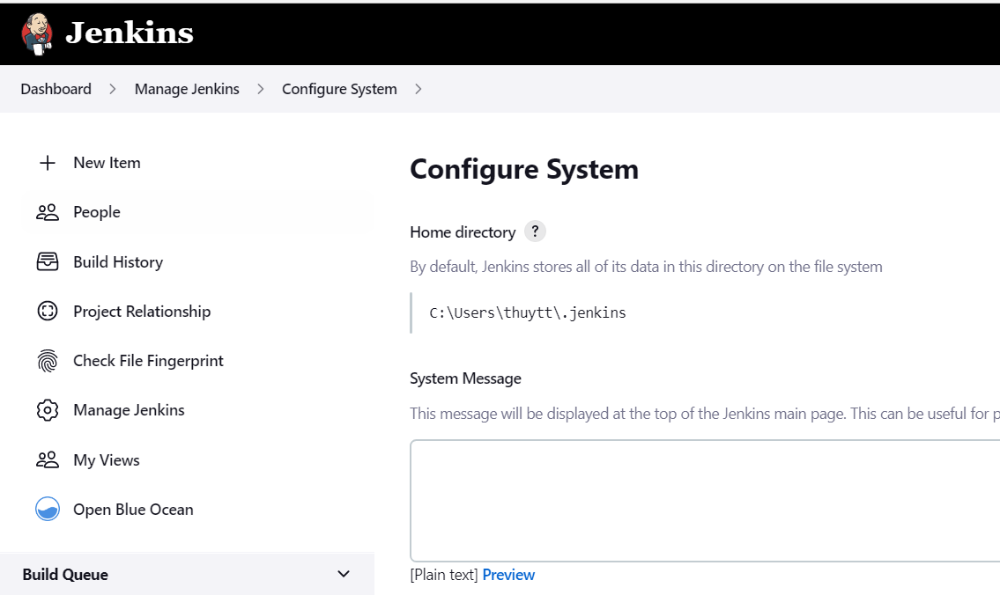 Jenkins
Dashboard > Manage Jenkins > Configure System >
New Item
People
Build History
Project Relationship
Check File Fingerprint
Manage Jenkins
My Views
Open Blue Ocean
Build Queue
Configure System
Home directory ?
By default, Jenkins stores all of its data in this directory on the file system
C:\Users\thuytt\.jenkins
System Message
This message will be displayed at the top of the Jenkins main page. This can be useful for p
[Plain text] Preview